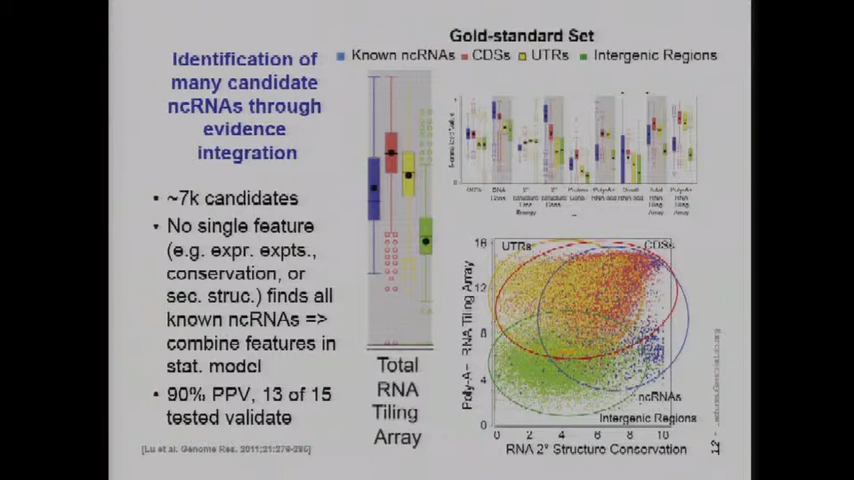 Identification of
many candidate
ncRNAs through
evidence
integration
• ~7k candidates
• No single feature
(e.g. expr. expts.,
conservation, or
sec. struc.) finds all
known ncRNAs =>
combine features in
stat. model
• 90% PPV, 13 of 15
tested validate
[Lu et al. Genome Res. 2011;21:276-285]
Gold-standard Set
Known ncRNAs CDSs UTRs Intergenic Regions
Total
RNA
Tiling
Array
Energy
UTRs CDSs
16
12
8
4
0
Poly-A+ RNA Tiling Array
ncRNAs
Intergenic Regions
0 2 4 6 8 10
RNA 2° Structure Conservation
12